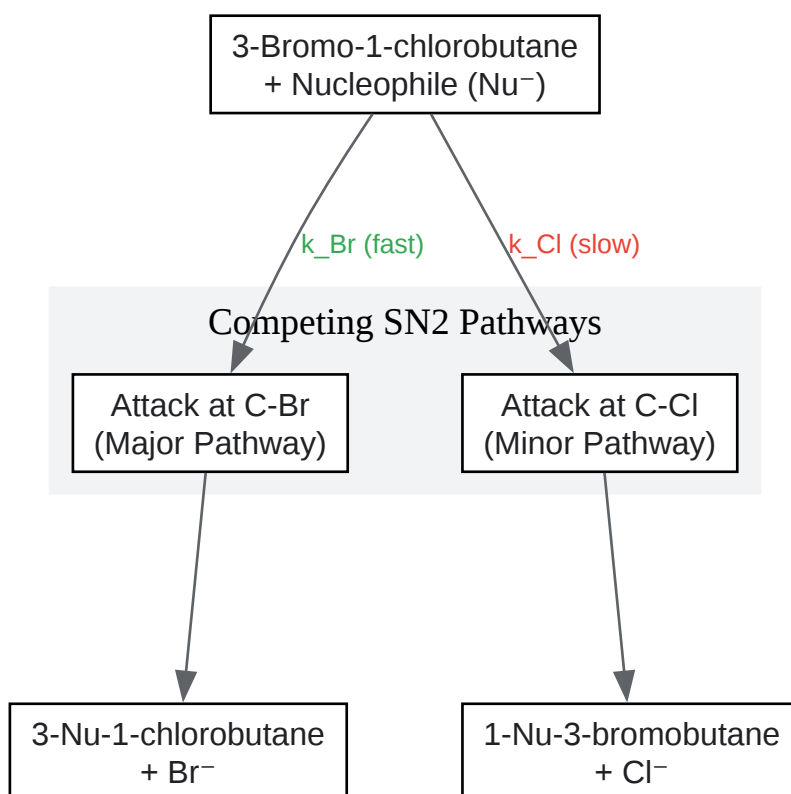 3-Bromo-1-chlorobutane
+ Nucleophile (Nu⁻)
k_Br (fast)
k_Cl (slow)
Competing SN2 Pathways
Attack at C-Br
(Major Pathway)
Attack at C-Cl
(Minor Pathway)
3-Nu-1-chlorobutane
+ Br⁻
1-Nu-3-bromobutane
+ Cl⁻